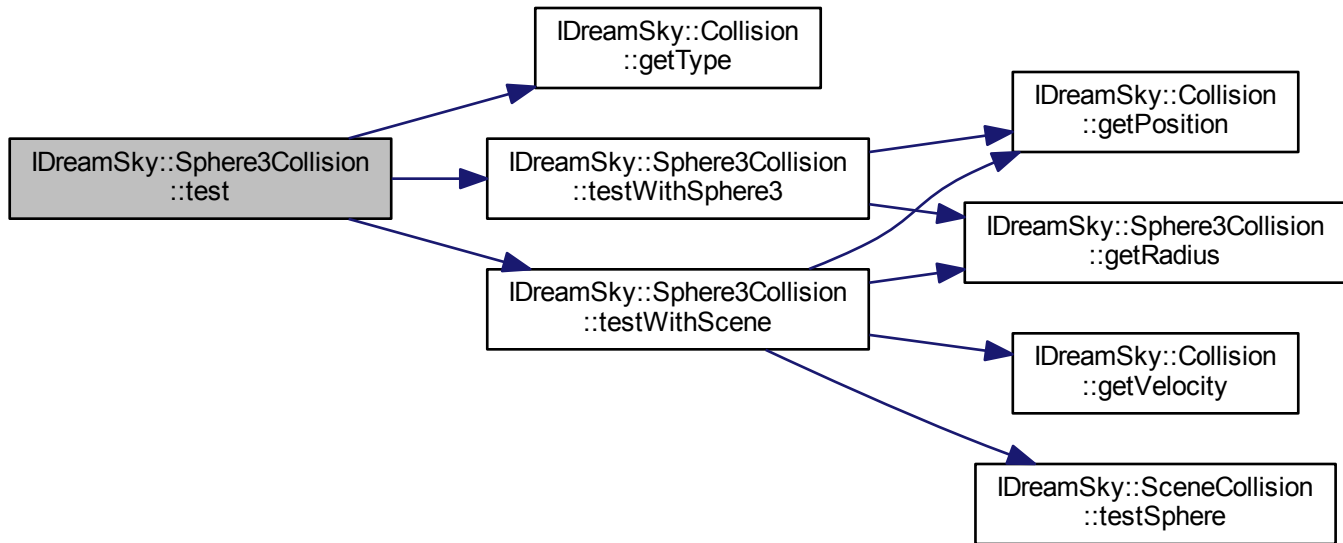 IDreamSky::Sphere3Collision
::test
IDreamSky::Collision
::getType
IDreamSky::Sphere3Collision
::testWithSphere3
IDreamSky::Sphere3Collision
::testWithScene
IDreamSky::Collision
::getPosition
IDreamSky::Sphere3Collision
::getRadius
IDreamSky::Collision
::getVelocity
IDreamSky::SceneCollision
::testSphere